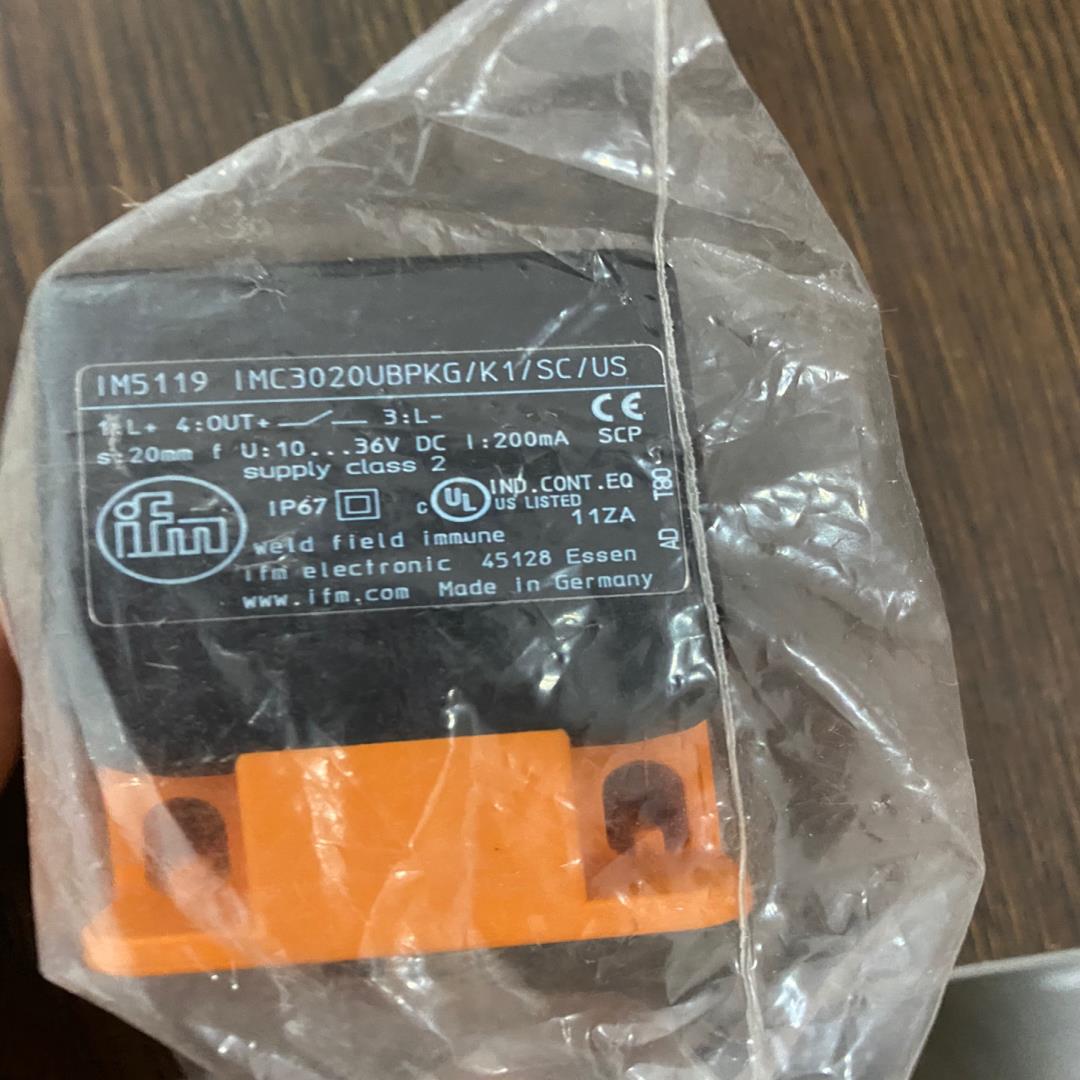 IM5119 IMC3020UBPKG/K1/SC/US
1:L+ 4:OUT+ 3:L-
CE
s:20mm f U:10...36V DC I:200mA
SCP
supply class 2
ifm
IP67
c UL US LISTED
IND.CONT.EQ
11ZA
weld field immune
ifm electronic 45128 Essen
www.ifm.com Made in Germany
AD